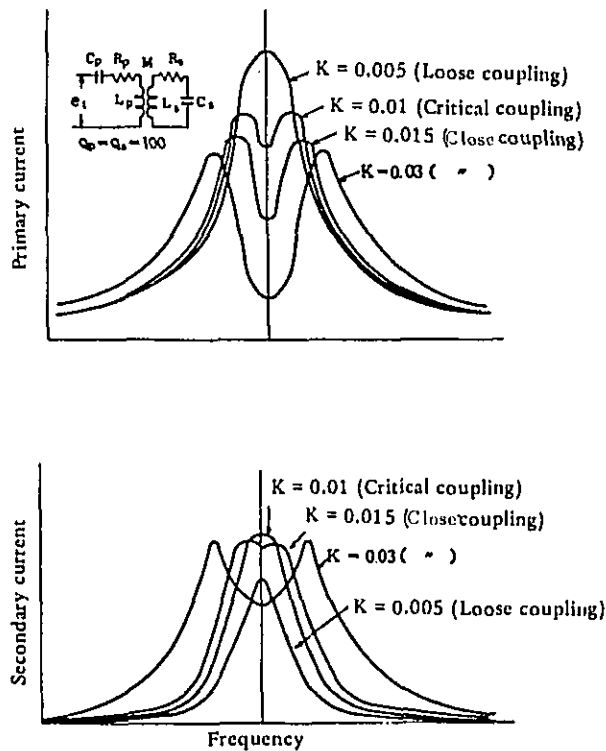 K = 0.005 (Loose coupling)
K = 0.01 (Critical coupling)
K = 0.015 (Close coupling)
K = 0.03 ( 〃 )
Cp Rp M Rs
e1 Lp Ls Cs
Qp = Qs = 100
Primary current
K = 0.01 (Critical coupling)
K = 0.015 (Close coupling)
K = 0.03 ( 〃 )
K = 0.005 (Loose coupling)
Secondary current
Frequency